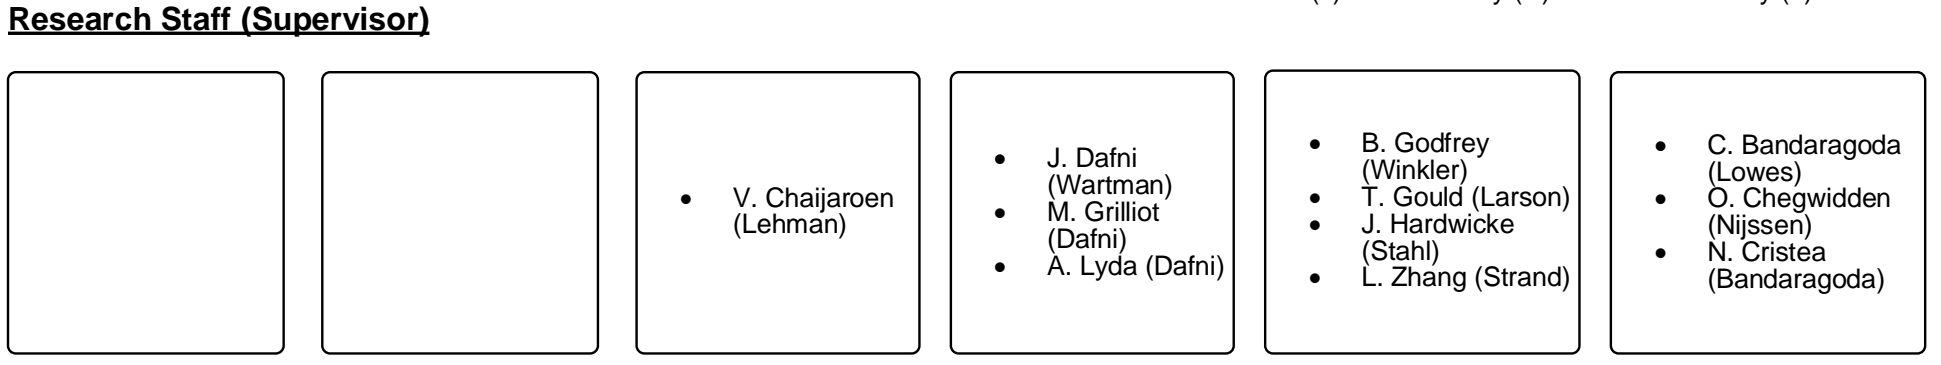 Research Staff (Supervisor)
• V. Chaijaroen
(Lehman)
• J. Dafni
(Wartman)
• M. Grilliot
(Dafni)
• A. Lyda (Dafni)
• B. Godfrey
(Winkler)
• T. Gould (Larson)
• J. Hardwicke
(Stahl)
• L. Zhang (Strand)
• C. Bandaragoda
(Lowes)
• O. Chegwidden
(Nijssen)
• N. Cristea
(Bandaragoda)